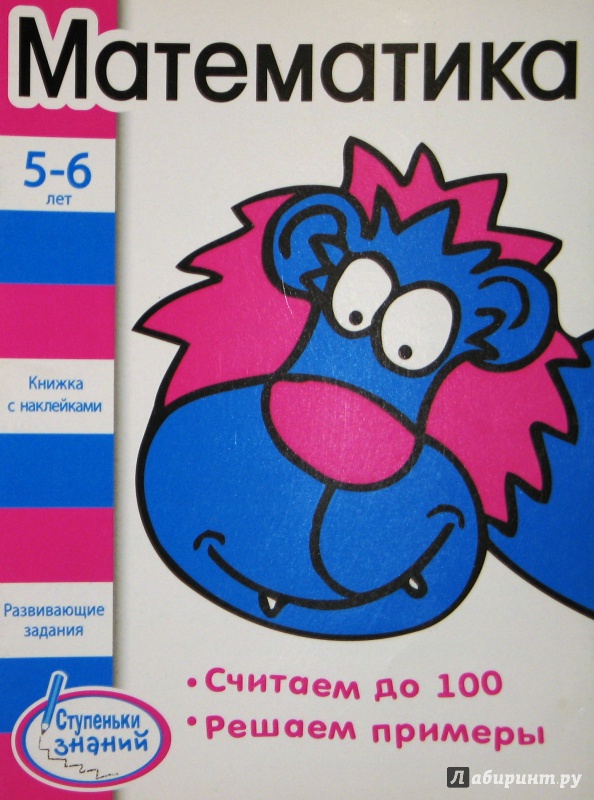 Математика
5-6
лет
Книжка
с наклейками
Развивающие
задания
Ступеньки
знаний
• Считаем до 100
• Решаем примеры
Лабиринт.ру